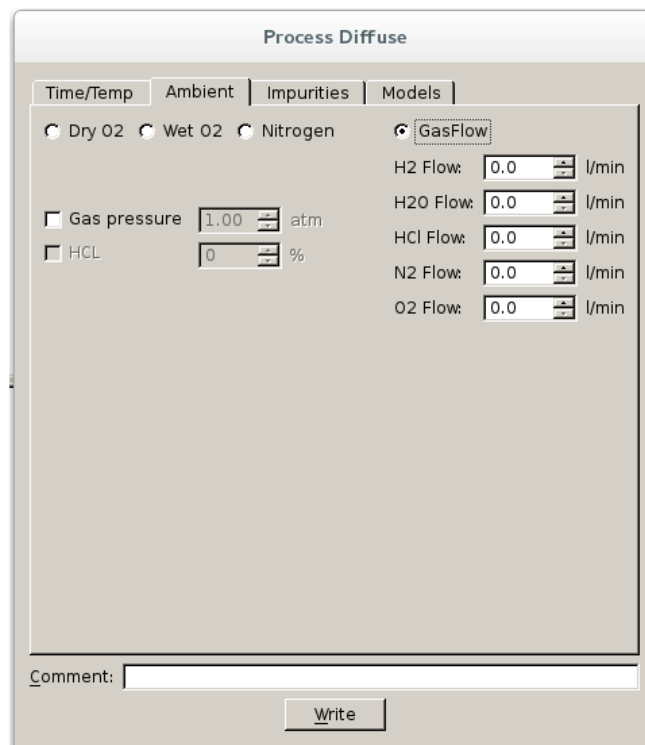 Process Diffuse
Time/Temp Ambient Impurities Models
Dry O2 Wet O2 Nitrogen GasFlow
H2 Flow: 0.0 l/min
H2O Flow: 0.0 l/min
Gas pressure 1.00 atm
HCl Flow: 0.0 l/min
HCL 0 %
N2 Flow: 0.0 l/min
O2 Flow: 0.0 l/min
Comment:
Write